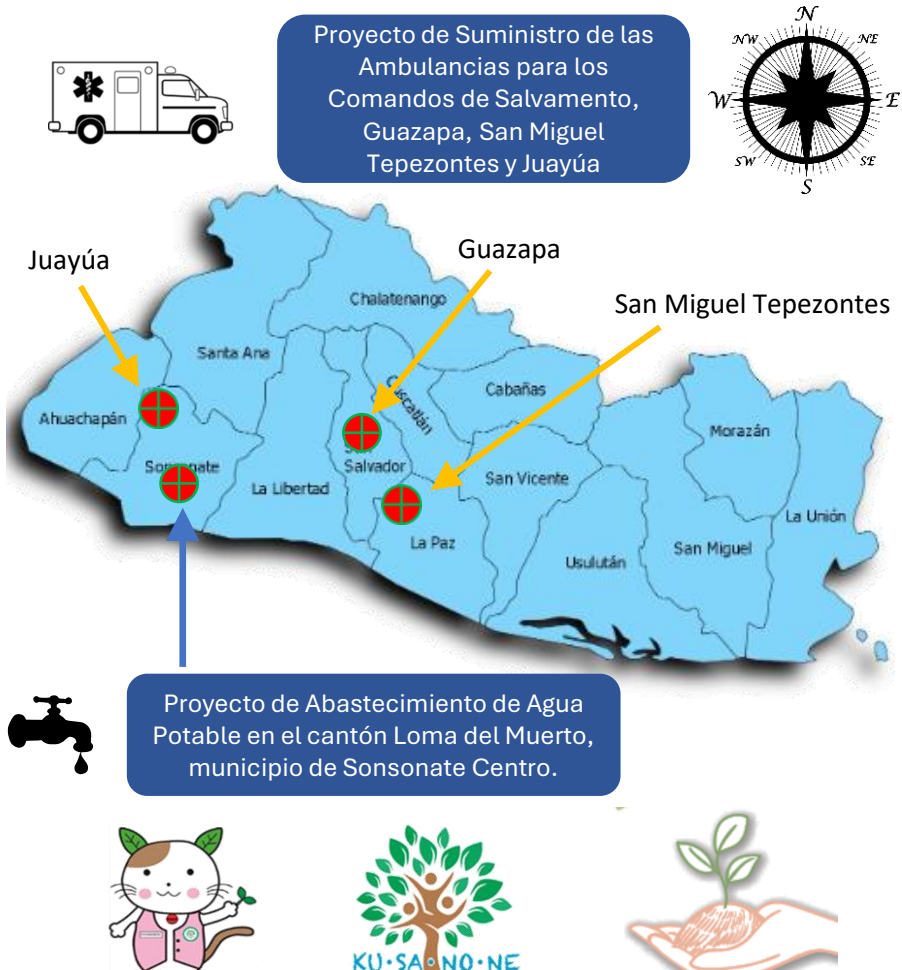 Proyecto de Suministro de las
Ambulancias para los
Comandos de Salvamento,
Guazapa, San Miguel
Tepezontes y Juayúa
N
NW
NE
W
E
SW
SE
S
Juayúa
Guazapa
San Miguel Tepezontes
Chalatenango
Santa Ana
Cuscatlán
Cabañas
Ahuachapán
Morazán
San
Salvador
Sonsonate
San Vicente
La Libertad
La Unión
La Paz
San Miguel
Usulután
Proyecto de Abastecimiento de Agua
Potable en el cantón Loma del Muerto,
municipio de Sonsonate Centro.
KU·SA·NO·NE